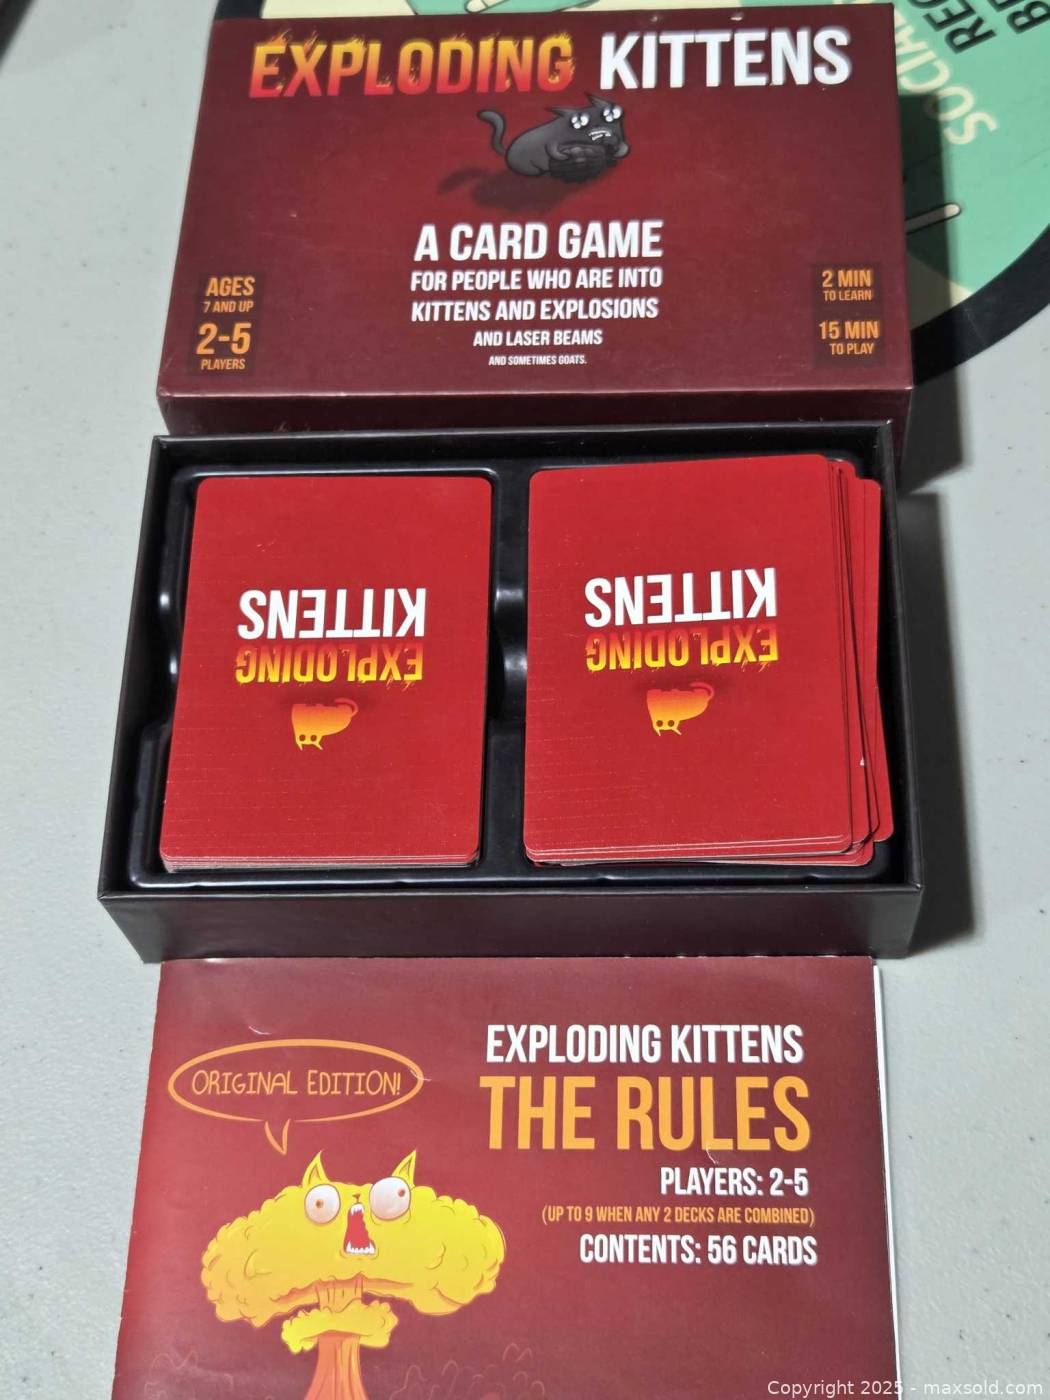 EXPLODING KITTENS
A CARD GAME
FOR PEOPLE WHO ARE INTO
KITTENS AND EXPLOSIONS
AND LASER BEAMS
AND SOMETIMES GOATS.
AGES
7 AND UP
2-5
PLAYERS
2 MIN
TO LEARN
15 MIN
TO PLAY
SOCIAL
EXPLODING
KITTENS
EXPLODING
KITTENS
ORIGINAL EDITION!
EXPLODING KITTENS
THE RULES
PLAYERS: 2-5
(UP TO 9 WHEN ANY 2 DECKS ARE COMBINED)
CONTENTS: 56 CARDS
Copyright 2025 - maxsold.com